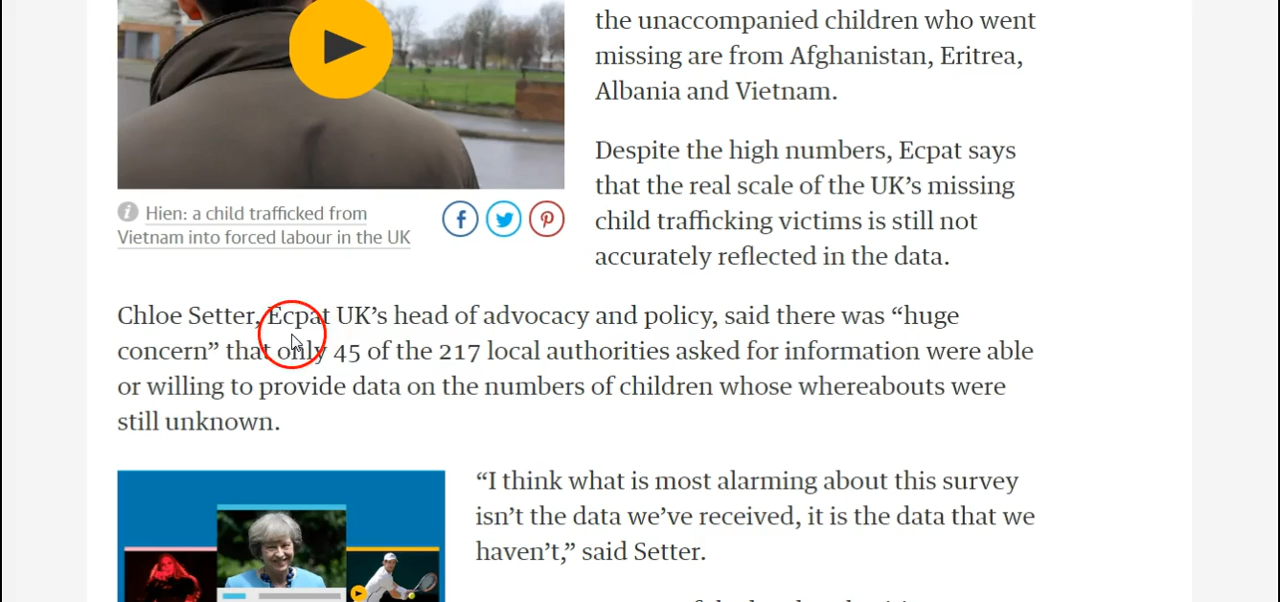 the unaccompanied children who went
missing are from Afghanistan, Eritrea,
Albania and Vietnam.
Despite the high numbers, Ecpat says
that the real scale of the UK’s missing
child trafficking victims is still not
accurately reflected in the data.
Hien: a child trafficked from
Vietnam into forced labour in the UK
Chloe Setter, Ecpat UK’s head of advocacy and policy, said there was “huge
concern” that only 45 of the 217 local authorities asked for information were able
or willing to provide data on the numbers of children whose whereabouts were
still unknown.
“I think what is most alarming about this survey
isn’t the data we’ve received, it is the data that we
haven’t,” said Setter.